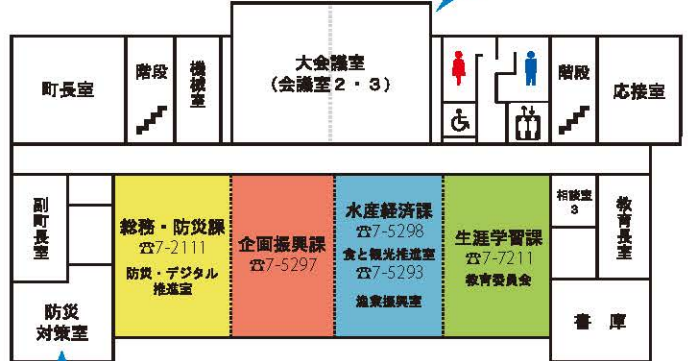 町長室
階段
機械室
大会議室
(会議室2・3)
階段
応接室
副町長室
総務・防災課
☎7-2111
防災・デジタル
推進室
企画振興課
☎7-5297
水産経済課
☎7-5298
食と観光推進室
☎7-5293
漁業振興室
生涯学習課
☎7-7211
教育委員会
相談室
3
教育長室
防災
対策室
書庫